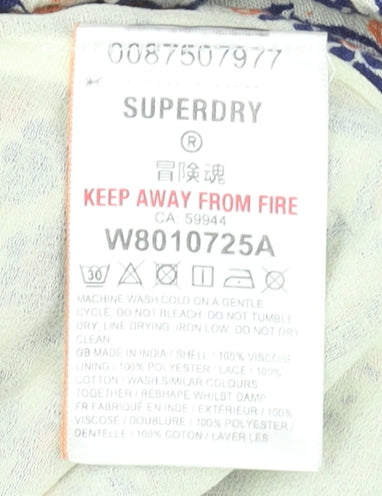 0087507977
SUPERDRY
®
冒険魂
KEEP AWAY FROM FIRE
CA: 59944
W8010725A
30
MACHINE WASH COLD ON A GENTLE
CYCLE, DO NOT BLEACH, DO NOT TUMBLE
DRY, LINE DRYING, IRON LOW, DO NOT DRY
CLEAN
GB MADE IN INDIA / SHELL / 100% VISCOSE
LINING / 100% POLYESTER / LACE / 100%
COTTON / WASH SIMILAR COLOURS
TOGETHER / RESHAPE WHILST DAMP
FR FABRIQUÉ EN INDE / EXTÉRIEUR / 100%
VISCOSE / DOUBLURE / 100% POLYESTER /
DENTELLE / 100% COTON / LAVER LES